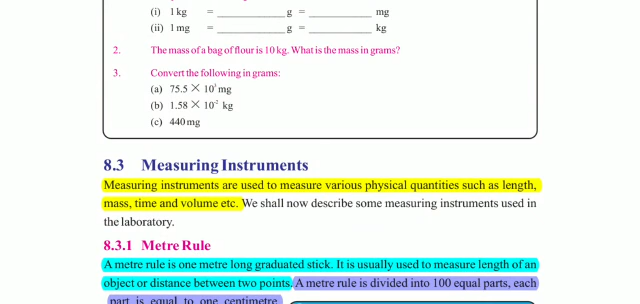 (i) 1 kg = ____________ g = ___________ mg
(ii) 1 mg = ____________ g = ___________ kg
2. The mass of a bag of flour is 10 kg. What is the mass in grams?
3. Convert the following in grams:
(a) 75.5 × mg
(b) 1.58 × 10⁻² kg
(c) 440 mg
8.3 Measuring Instruments
Measuring instruments are used to measure various physical quantities such as length,
mass, time and volume etc. We shall now describe some measuring instruments used in
the laboratory.
8.3.1 Metre Rule
A metre rule is one metre long graduated stick. It is usually used to measure length of an
object or distance between two points. A metre rule is divided into 100 equal parts, each
part is equal to one centimetre.